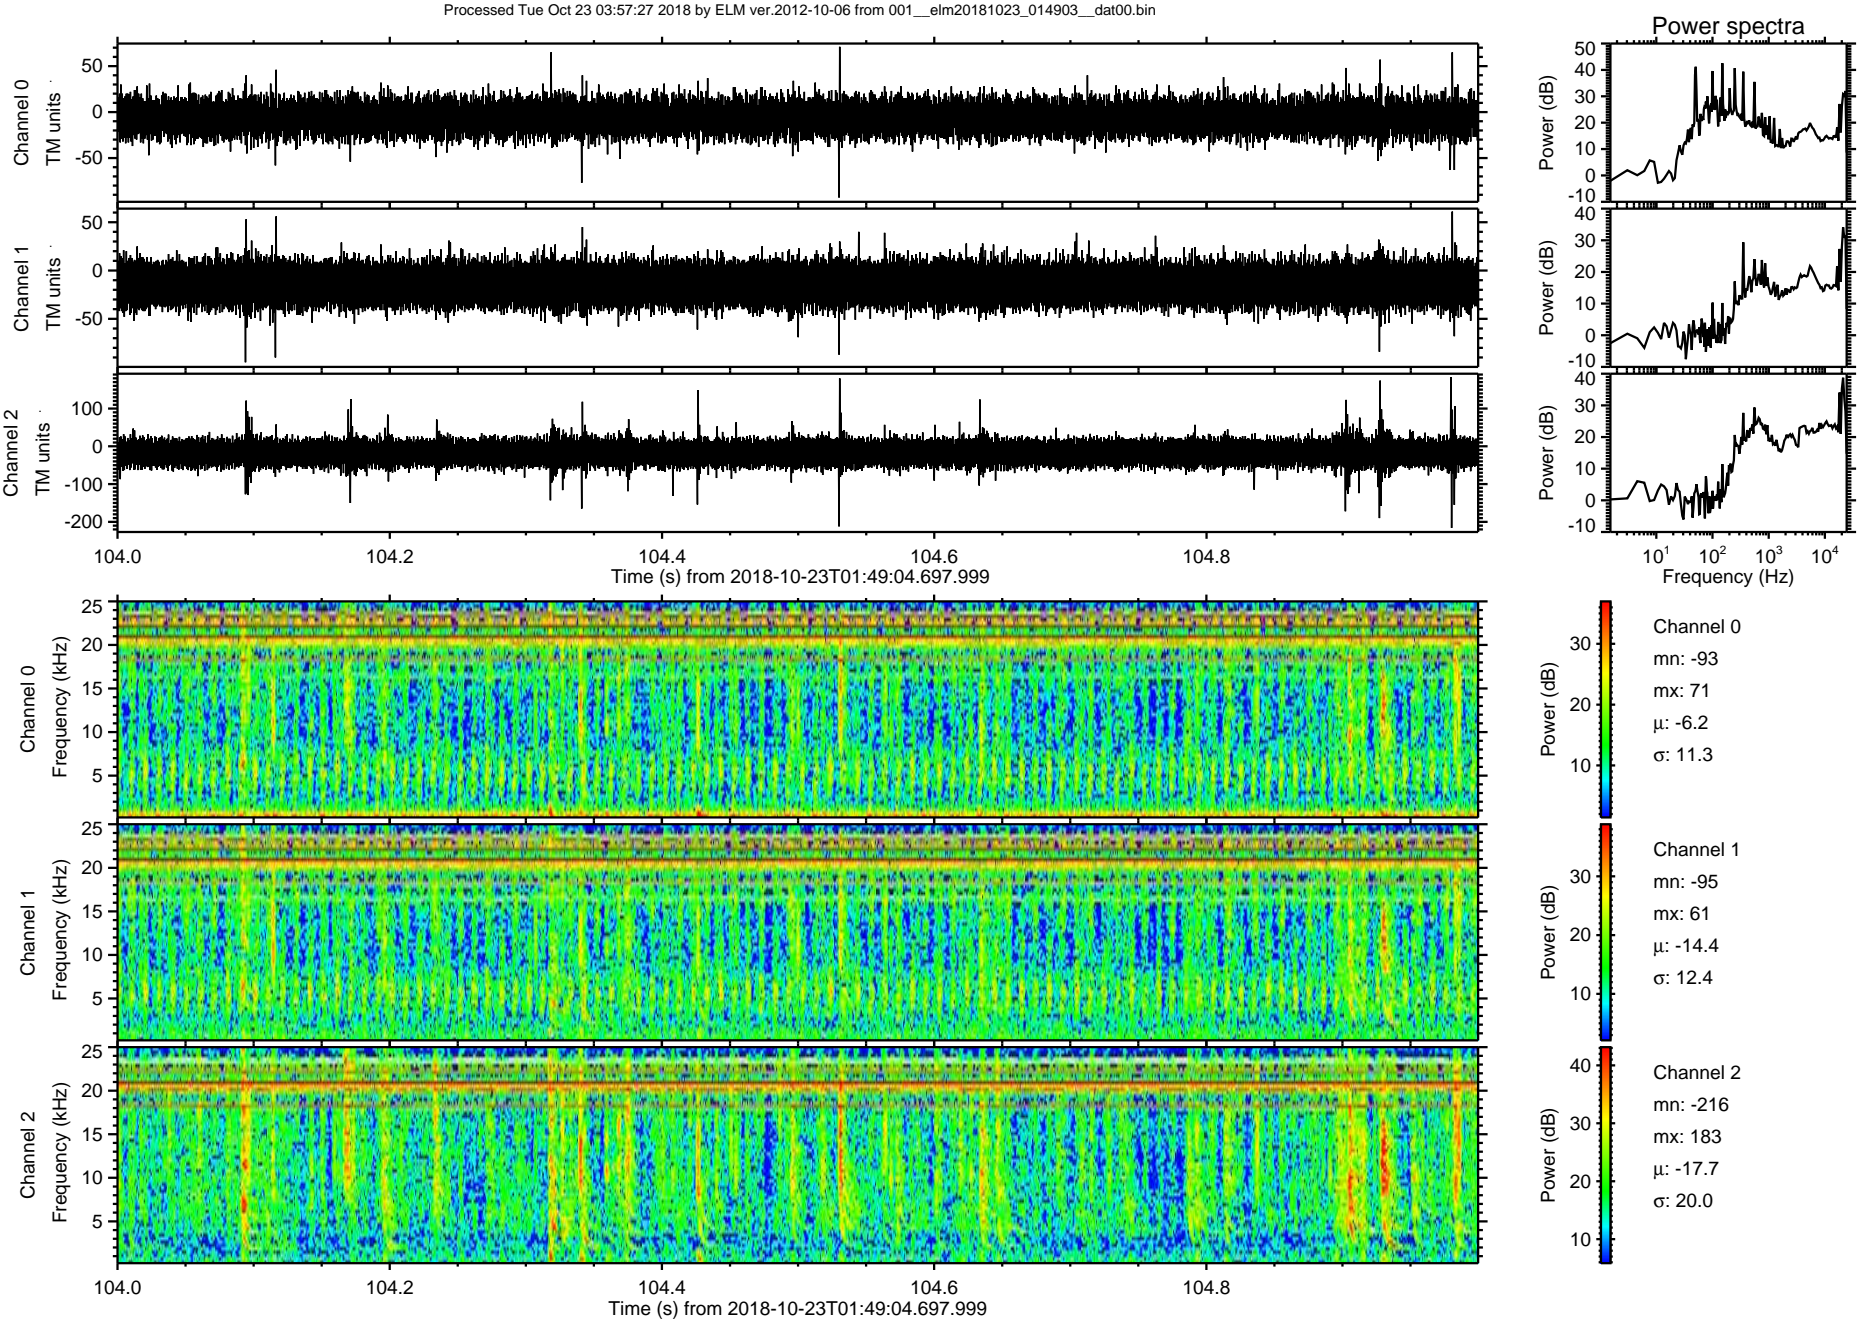 Processed Tue Oct 23 03:57:27 2018 by ELM ver.2012-10-06 from 001__elm20181023_014903__dat00.bin
Power spectra
Channel 0
TM units
50
0
-50
Power (dB)
50
40
30
20
10
0
-10
Channel 1
TM units
50
0
-50
Power (dB)
40
30
20
10
0
-10
Channel 2
TM units
100
0
-100
-200
Power (dB)
40
30
20
10
0
-10
104.0 104.2 104.4 104.6 104.8
Time (s) from 2018-10-23T01:49:04.697.999
10¹ 10² 10³ 10⁴
Frequency (Hz)
Channel 0
Frequency (kHz)
25
20
15
10
5
Power (dB)
30
20
10
Channel 0
mn: -93
mx: 71
μ: -6.2
σ: 11.3
Channel 1
Frequency (kHz)
25
20
15
10
5
Power (dB)
30
20
10
Channel 1
mn: -95
mx: 61
μ: -14.4
σ: 12.4
Channel 2
Frequency (kHz)
25
20
15
10
5
Power (dB)
40
30
20
10
Channel 2
mn: -216
mx: 183
μ: -17.7
σ: 20.0
104.0 104.2 104.4 104.6 104.8
Time (s) from 2018-10-23T01:49:04.697.999